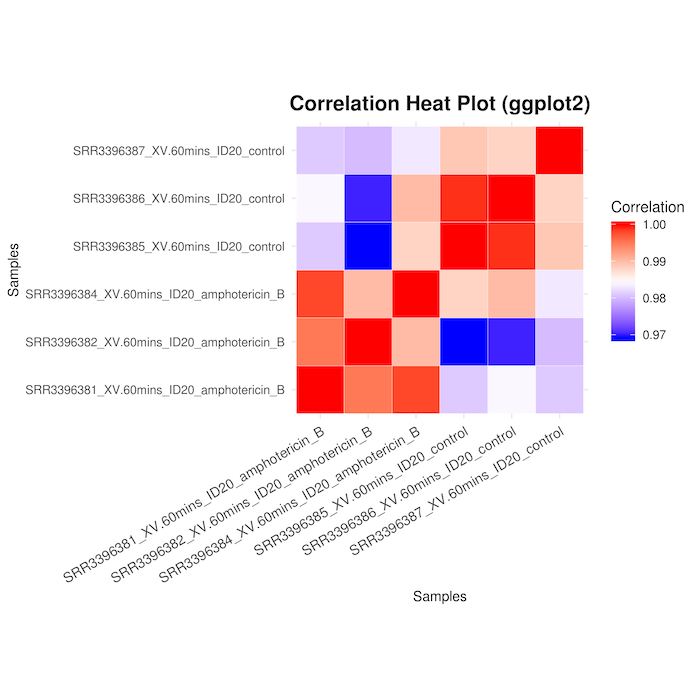 Correlation Heat Plot (ggplot2)
SRR3396387_XV.60mins_ID20_control
SRR3396386_XV.60mins_ID20_control
SRR3396385_XV.60mins_ID20_control
SRR3396384_XV.60mins_ID20_amphotericin_B
SRR3396382_XV.60mins_ID20_amphotericin_B
SRR3396381_XV.60mins_ID20_amphotericin_B
Samples
Correlation
1.00
0.99
0.98
0.97
SRR3396381_XV.60mins_ID20_amphotericin_B
SRR3396382_XV.60mins_ID20_amphotericin_B
SRR3396384_XV.60mins_ID20_amphotericin_B
SRR3396385_XV.60mins_ID20_control
SRR3396386_XV.60mins_ID20_control
SRR3396387_XV.60mins_ID20_control
Samples